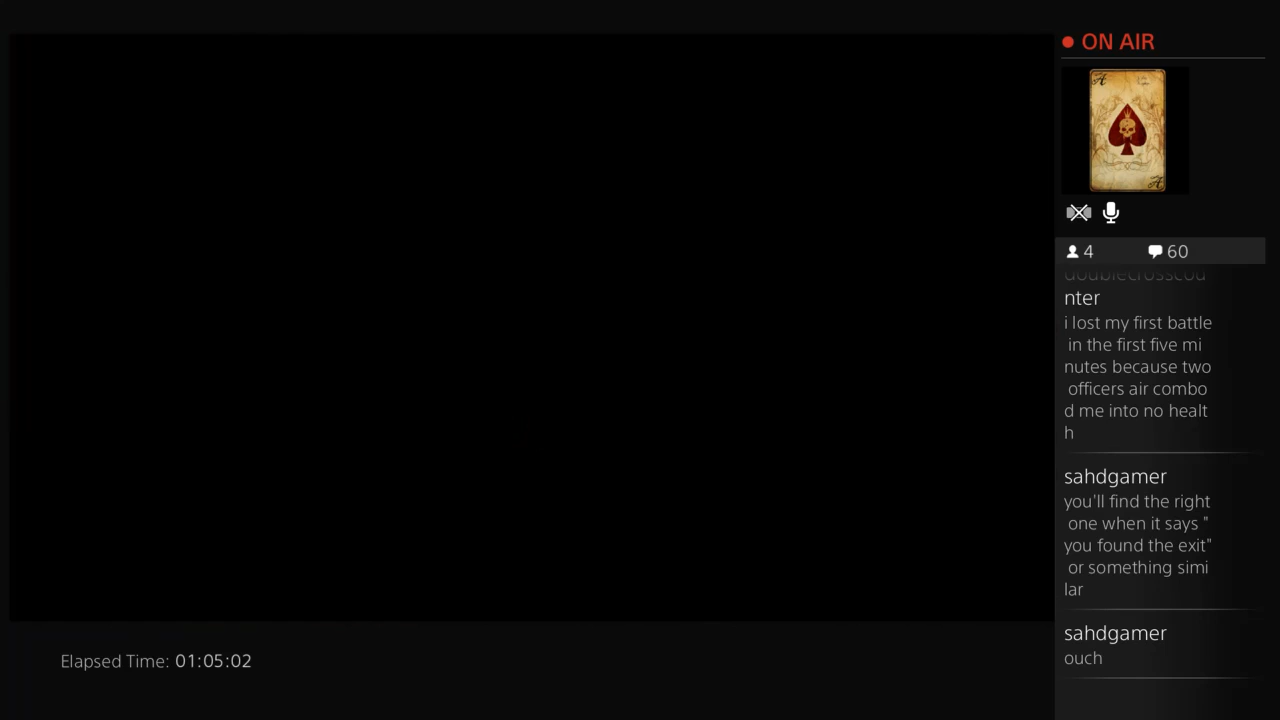 ON AIR
A
A
4 60
doublecrosscou
nter
i lost my first battle
in the first five mi
nutes because two
officers air combo
d me into no healt
h
sahdgamer
you'll find the right
one when it says "
you found the exit"
or something simi
lar
sahdgamer
ouch
Elapsed Time: 01:05:02